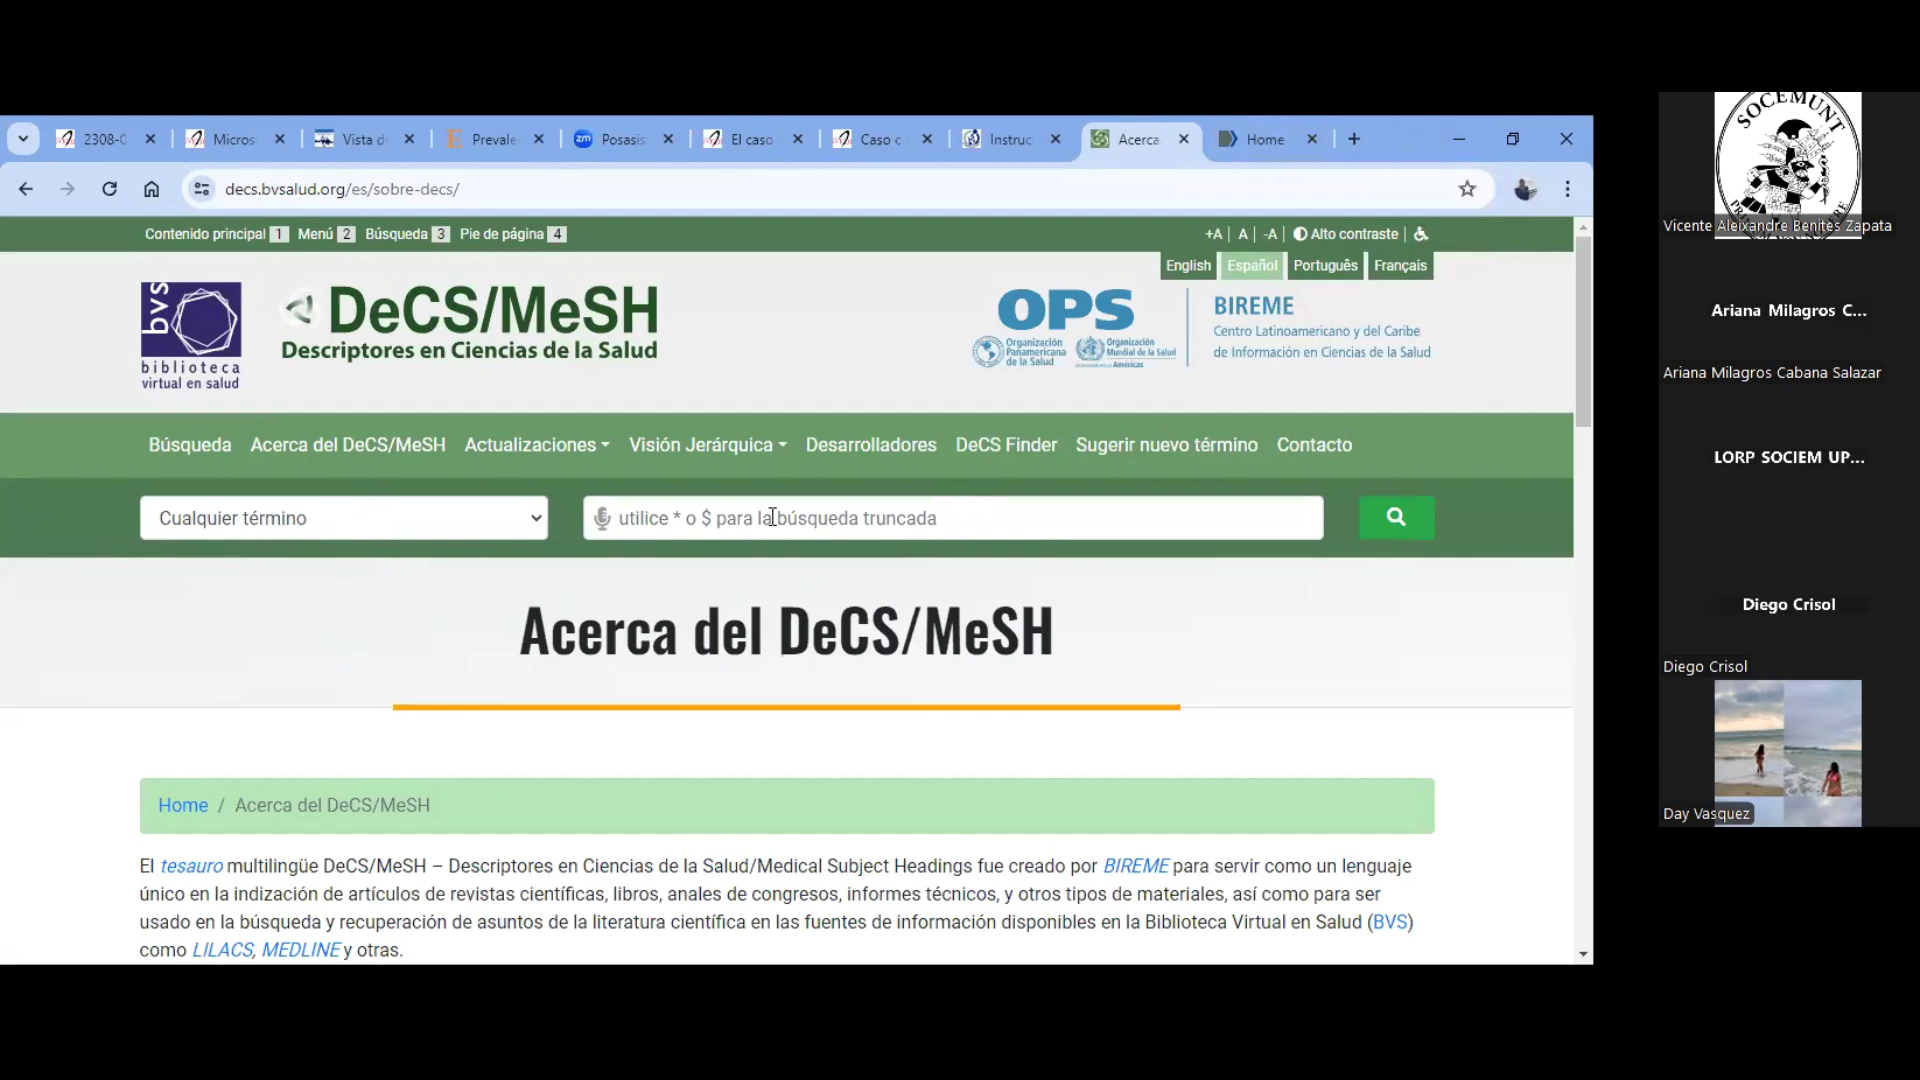 2308-0
Micros
Vista d
Prevale
zm
Posasis
El caso
Caso c
Instruc
Acerca
Home
decs.bvsalud.org/es/sobre-decs/
Contenido principal 1 Menú 2 Búsqueda 3 Pie de página 4
+A | A | -A | Alto contraste |
English Español Português Français
bvs
biblioteca
virtual en salud
DeCS/MeSH
Descriptores en Ciencias de la Salud
OPS
Organización
Panamericana
de la Salud
Organización
Mundial de la Salud
Américas
BIREME
Centro Latinoamericano y del Caribe
de Información en Ciencias de la Salud
Búsqueda Acerca del DeCS/MeSH Actualizaciones Visión Jerárquica Desarrolladores DeCS Finder Sugerir nuevo término Contacto
Cualquier término
utilice * o $ para la búsqueda truncada
Acerca del DeCS/MeSH
Home / Acerca del DeCS/MeSH
El tesauro multilingüe DeCS/MeSH – Descriptores en Ciencias de la Salud/Medical Subject Headings fue creado por BIREME para servir como un lenguaje
único en la indización de artículos de revistas científicas, libros, anales de congresos, informes técnicos, y otros tipos de materiales, así como para ser
usado en la búsqueda y recuperación de asuntos de la literatura científica en las fuentes de información disponibles en la Biblioteca Virtual en Salud (BVS)
como LILACS, MEDLINE y otras.
SOCEMUNT
Vicente Aleixandre Benites Zapata
Ariana Milagros C...
Ariana Milagros Cabana Salazar
LORP SOCIEM UP...
Diego Crisol
Diego Crisol
Day Vasquez